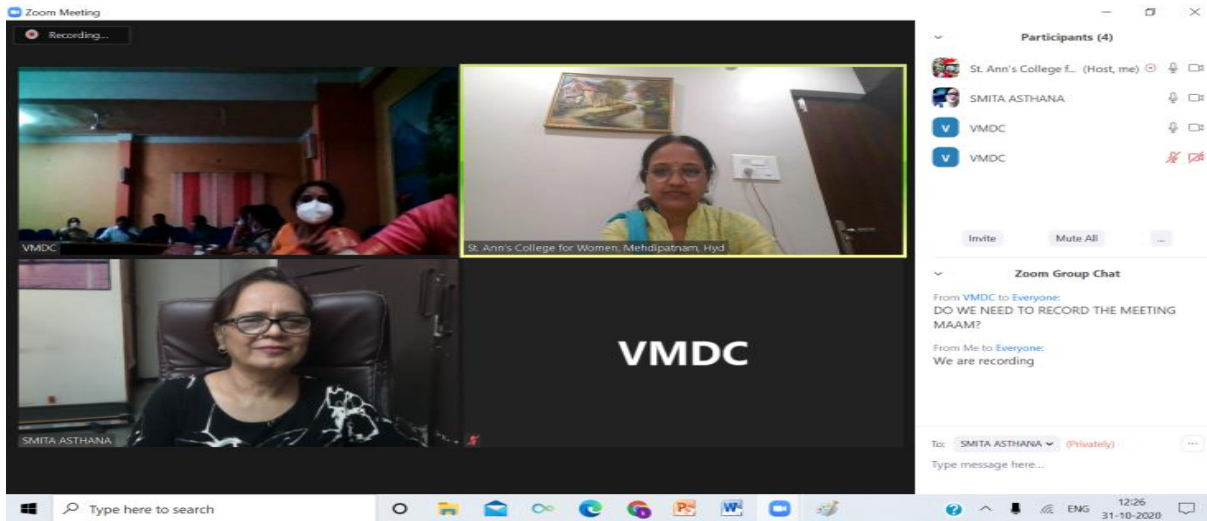 Zoom Meeting
Recording...
VMDC
St. Ann's College for Women, Mehdipatnam, Hyd
SMITA ASTHANA
VMDC
Participants (4)
St. Ann's College f... (Host, me)
SMITA ASTHANA
V VMDC
V VMDC
Invite Mute All ...
Zoom Group Chat
From VMDC to Everyone:
DO WE NEED TO RECORD THE MEETING
MAAM?
From Me to Everyone:
We are recording
To: SMITA ASTHANA (Privately) ...
Type message here...
Type here to search
ENG
12:26
31-10-2020